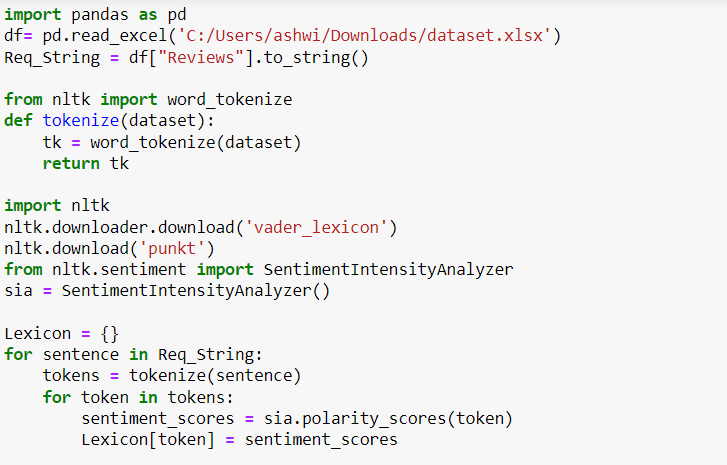 import pandas as pd
df= pd.read_excel('C:/Users/ashwi/Downloads/dataset.xlsx')
Req_String = df["Reviews"].to_string()

from nltk import word_tokenize
def tokenize(dataset):
    tk = word_tokenize(dataset)
    return tk

import nltk
nltk.downloader.download('vader_lexicon')
nltk.download('punkt')
from nltk.sentiment import SentimentIntensityAnalyzer
sia = SentimentIntensityAnalyzer()

Lexicon = {}
for sentence in Req_String:
    tokens = tokenize(sentence)
    for token in tokens:
        sentiment_scores = sia.polarity_scores(token)
        Lexicon[token] = sentiment_scores